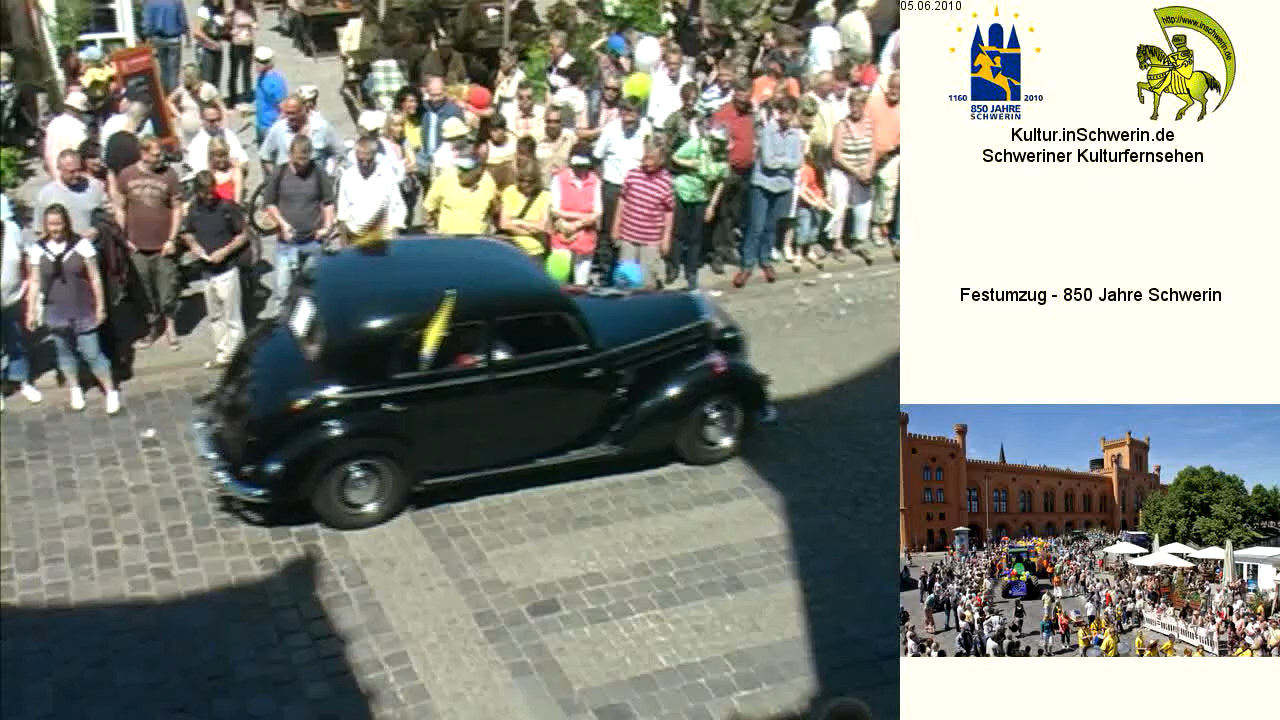 05.06.2010
http://www.inschwerin.de
1160 2010
850 JAHRE
SCHWERIN
Kultur.inSchwerin.de
Schweriner Kulturfernsehen
Festumzug - 850 Jahre Schwerin